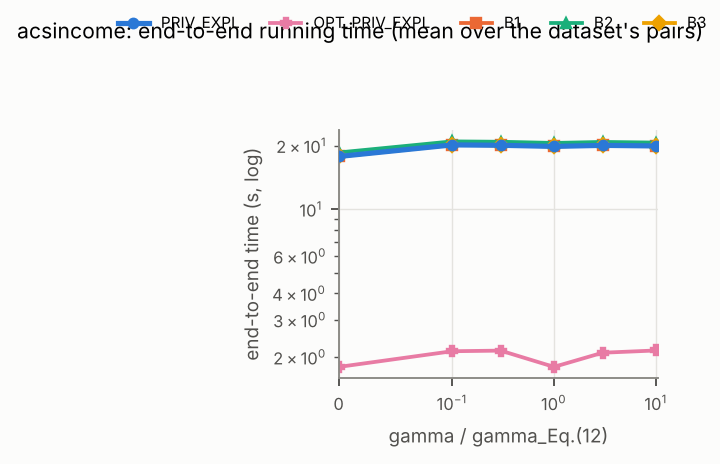 PRIV_EXPL OPT_PRIV_EXPL B1 B2 B3
acsincome: end-to-end running time (mean over the dataset's pairs)
end-to-end time (s, log)
2 × 10¹
10¹
6 × 10⁰
4 × 10⁰
3 × 10⁰
2 × 10⁰
0 10⁻¹ 10⁰ 10¹
gamma / gamma_Eq.(12)